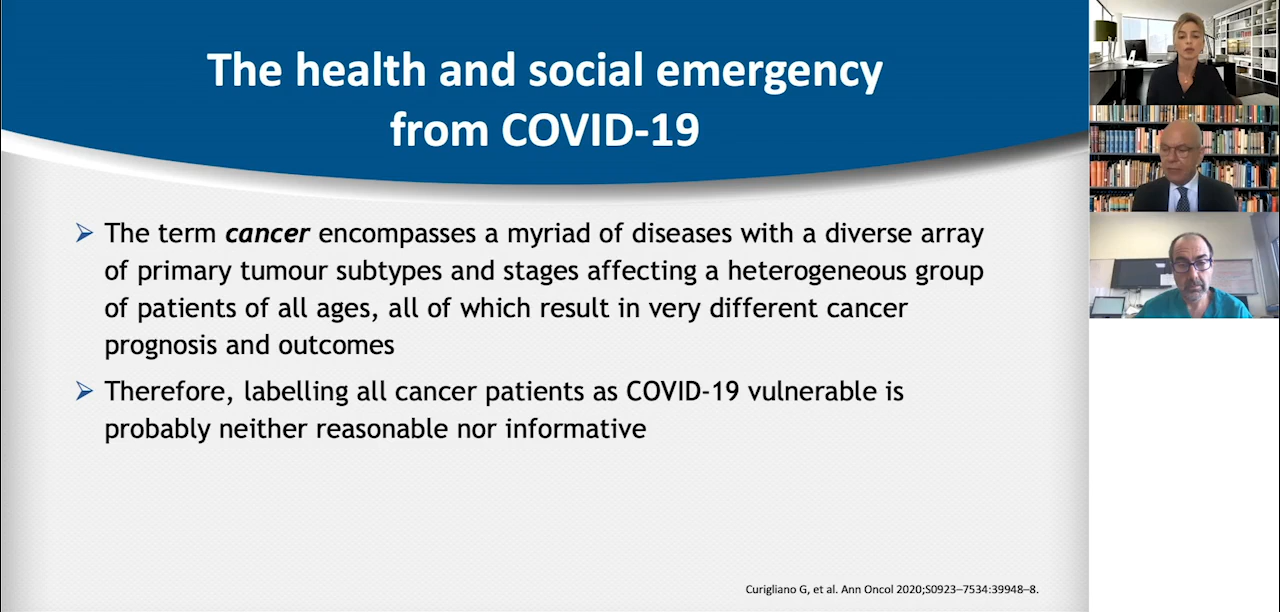 The health and social emergency
from COVID-19
The term cancer encompasses a myriad of diseases with a diverse array
of primary tumour subtypes and stages affecting a heterogeneous group
of patients of all ages, all of which result in very different cancer
prognosis and outcomes
Therefore, labelling all cancer patients as COVID-19 vulnerable is
probably neither reasonable nor informative
Curigliano G, et al. Ann Oncol 2020;S0923–7534:39948–8.